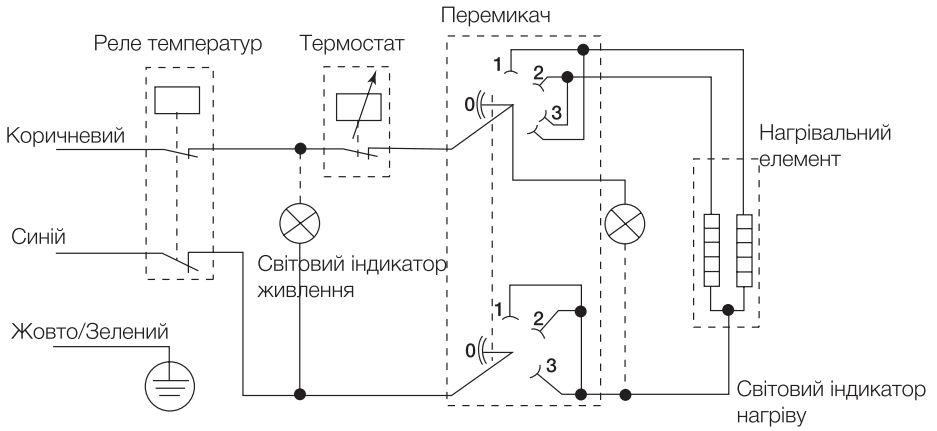 Перемикач
Реле температур
Термостат
1
2
0
3
Коричневий
Нагрівальний
елемент
Синій
Світовий індикатор
живлення
1
2
Жовто/Зелений
0
3
Світовий індикатор
нагріву